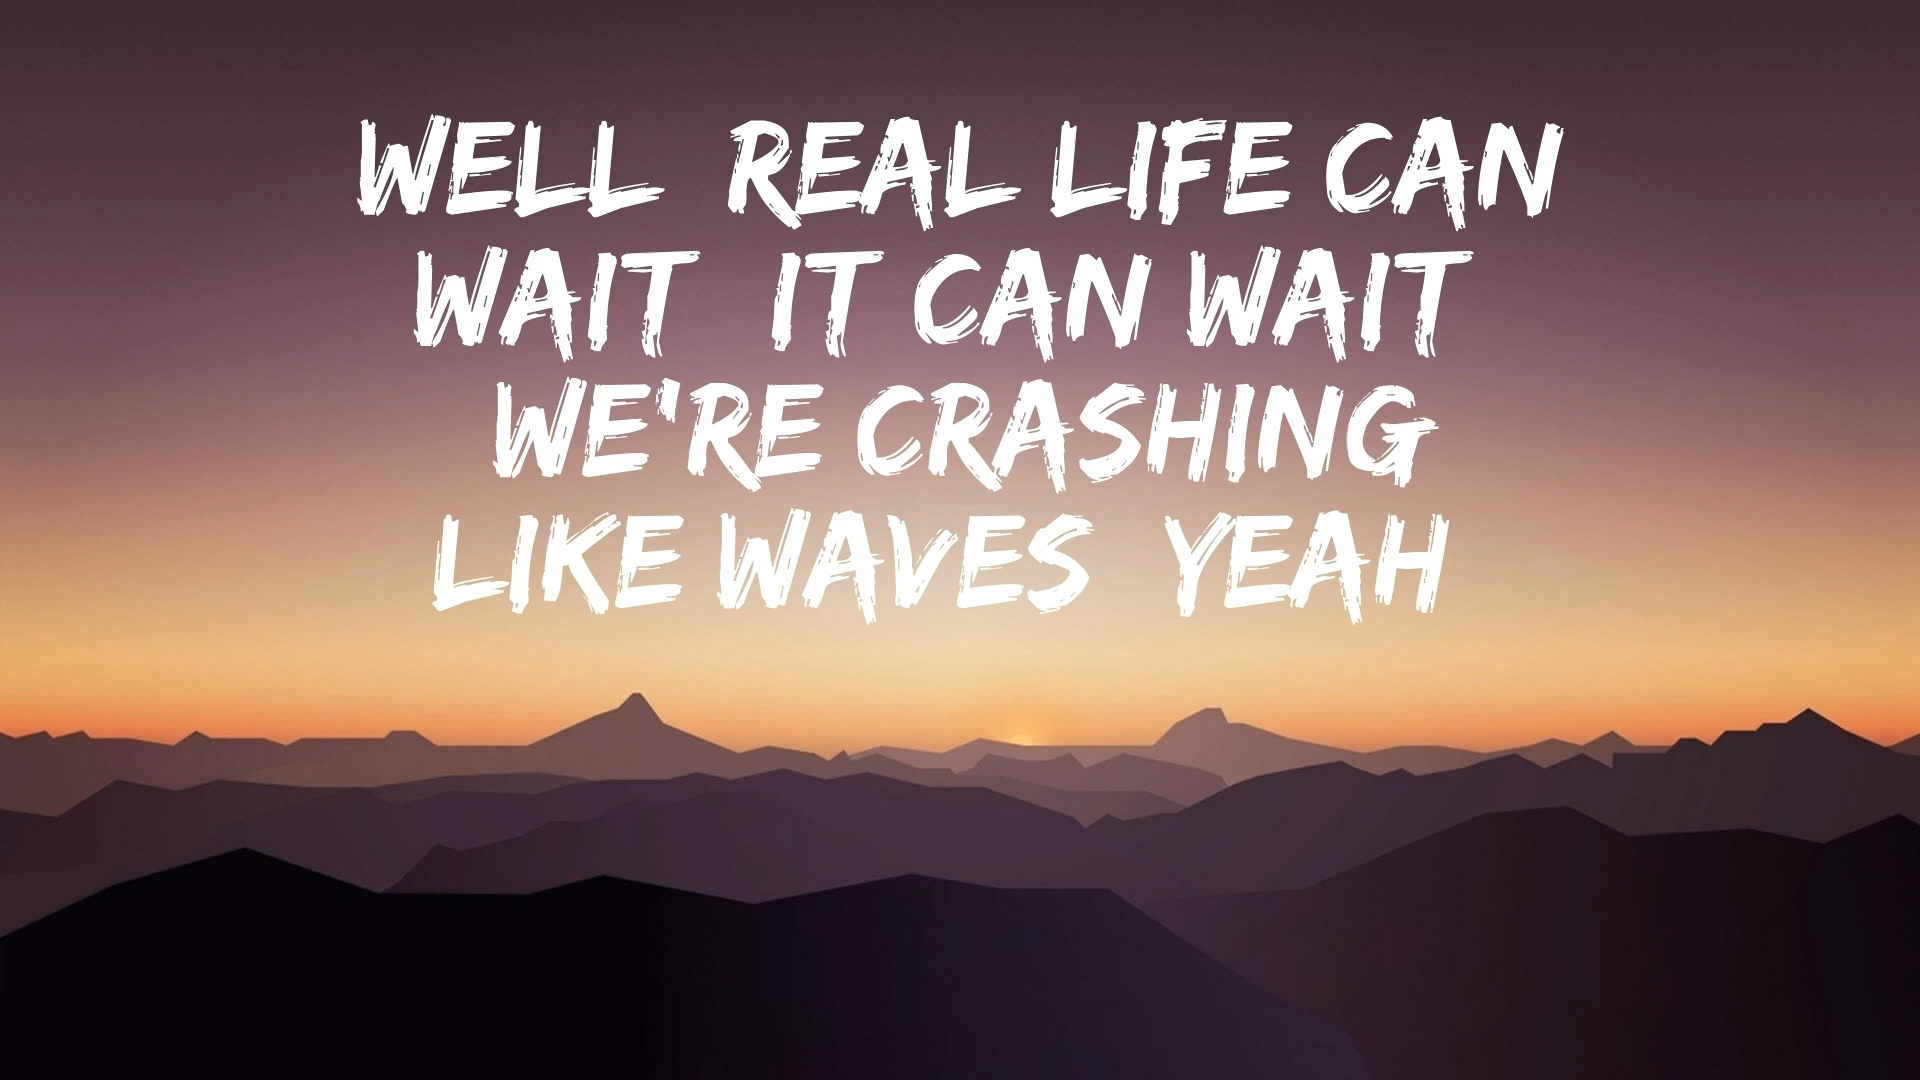 WELL REAL LIFE CAN
WAIT IT CAN WAIT
WE'RE CRASHING
LIKE WAVES YEAH